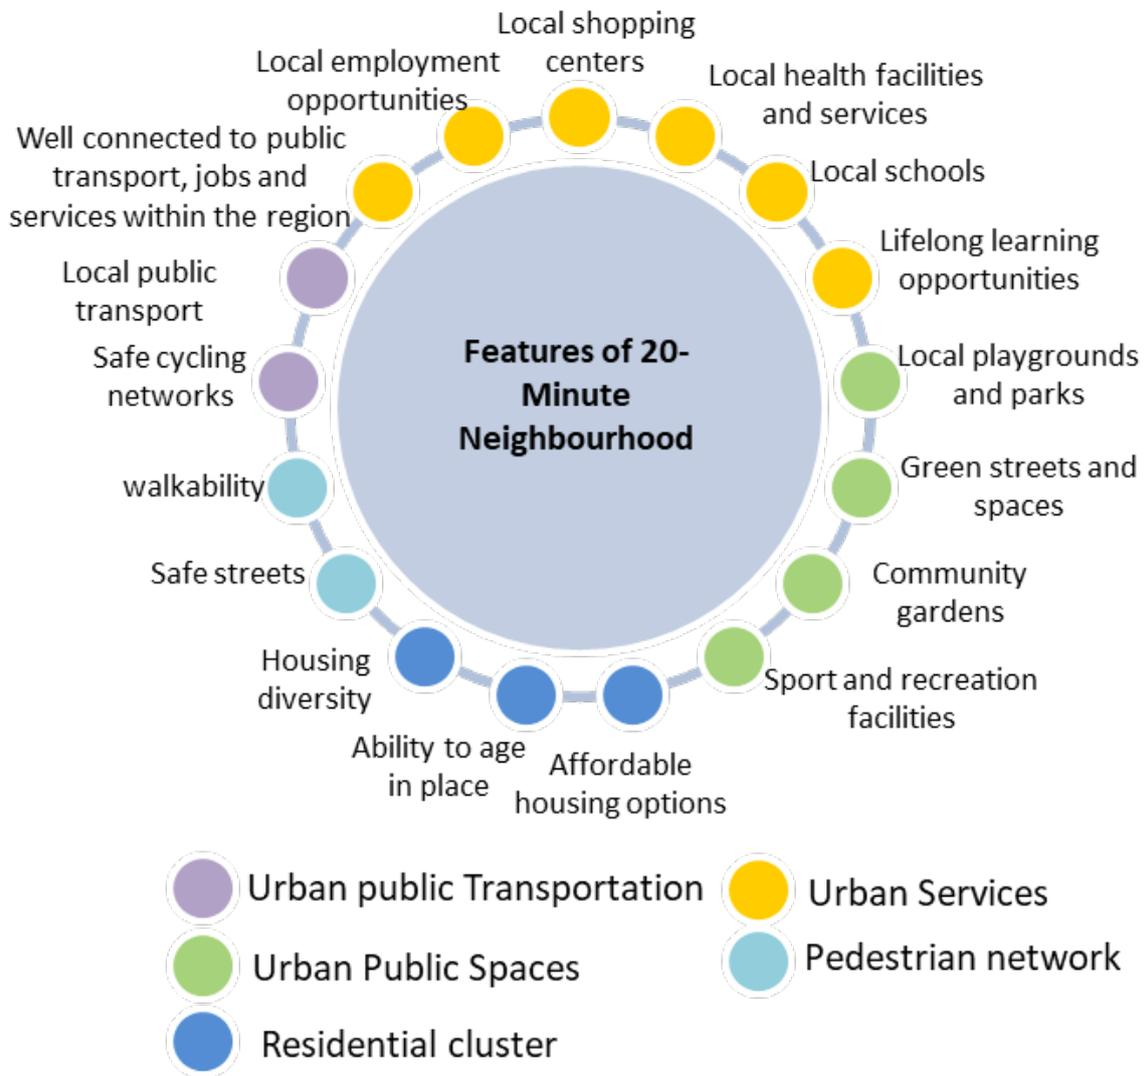 Local shopping
centers
Local employment
opportunities
Local health facilities
and services
Well connected to public
transport, jobs and
services within the region
Local schools
Lifelong learning
opportunities
Local public
transport
Safe cycling
networks
Local playgrounds
and parks
Features of 20-
Minute
Neighbourhood
walkability
Green streets and
spaces
Safe streets
Community
gardens
Housing
diversity
Sport and recreation
facilities
Ability to age
in place
Affordable
housing options
Urban public Transportation
Urban Services
Urban Public Spaces
Pedestrian network
Residential cluster